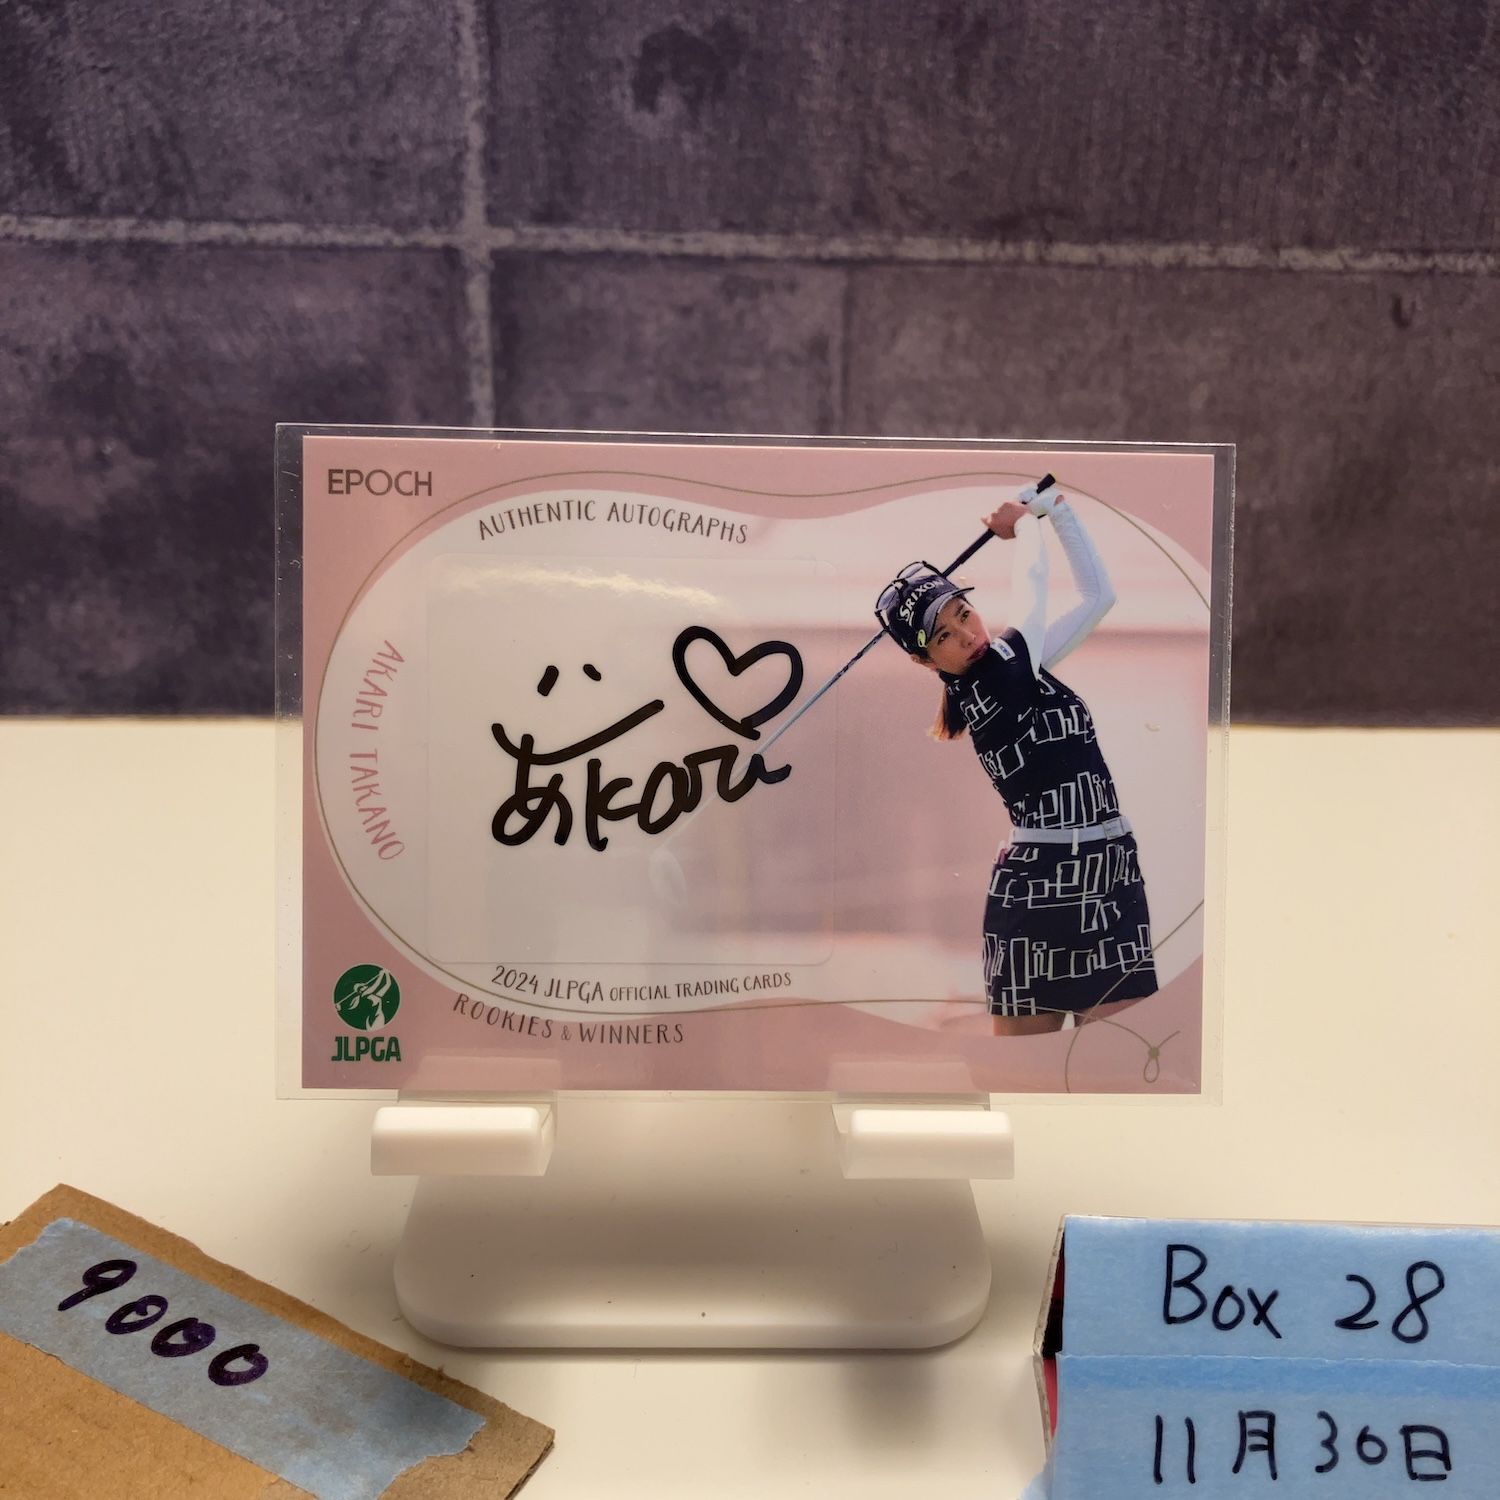 EPOCH
AUTHENTIC AUTOGRAPHS
SRIXON
AKARI TAKANO
あkari
2024 JLPGA OFFICIAL TRADING CARDS
ROOKIES & WINNERS
JLPGA
9000
Box 28
11月30日